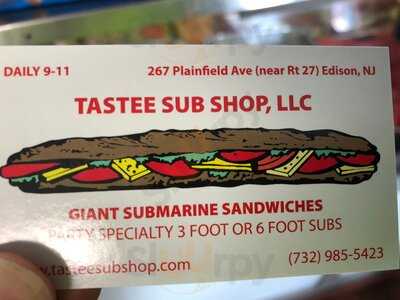 DAILY 9-11
267 Plainfield Ave (near Rt 27) Edison, NJ
TASTEE SUB SHOP, LLC
GIANT SUBMARINE SANDWICHES
PARTY SPECIALTY 3 FOOT OR 6 FOOT SUBS
.tasteesubshop.com
(732) 985-5423